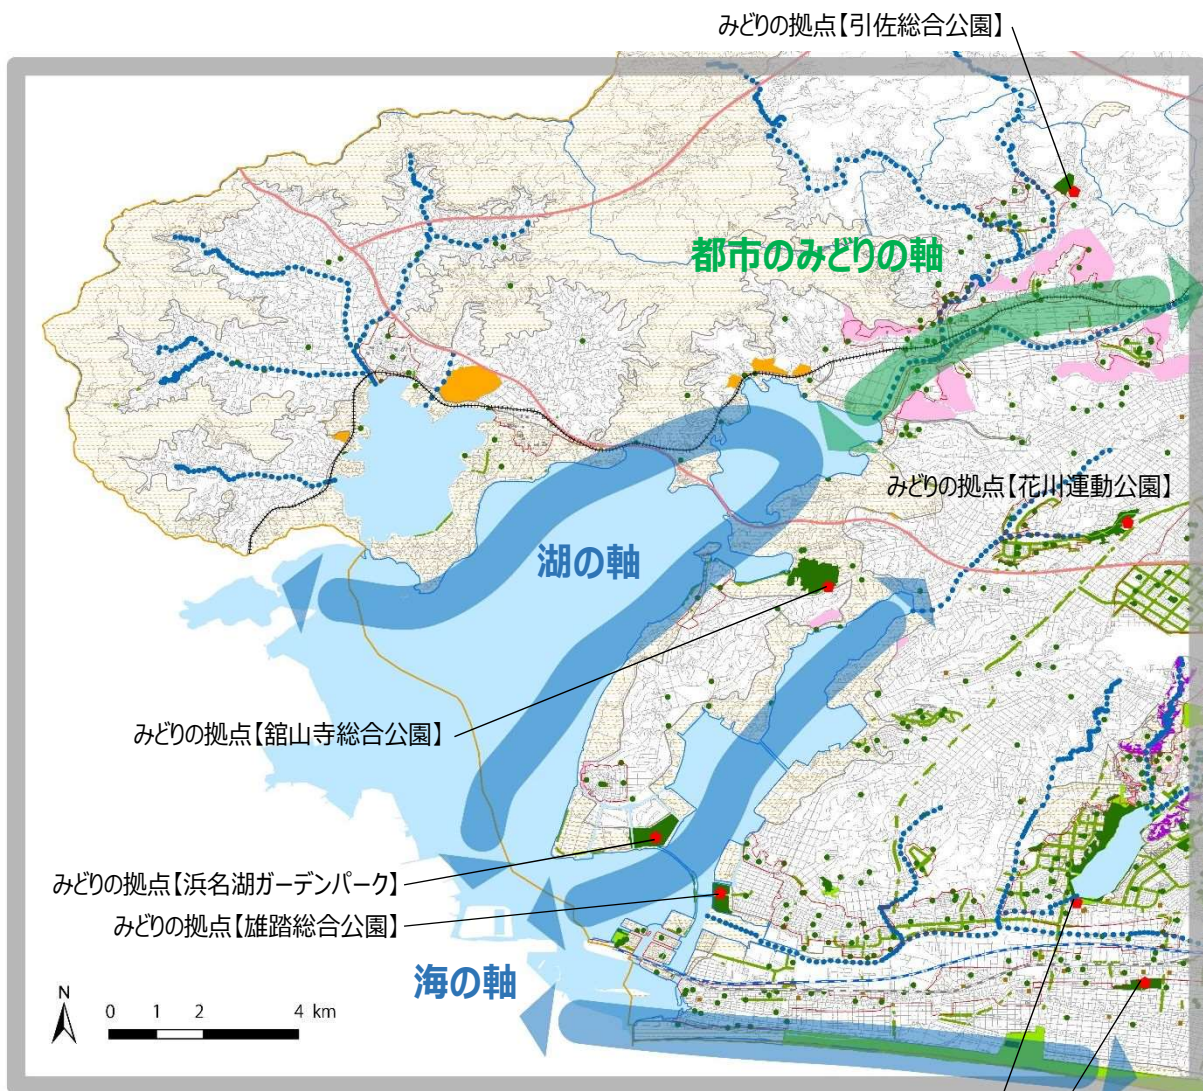 みどりの拠点【引佐総合公園】
都市のみどりの軸
みどりの拠点【花川運動公園】
湖の軸
みどりの拠点【舘山寺総合公園】
みどりの拠点【浜名湖ガーデンパーク】
みどりの拠点【雄踏総合公園】
海の軸
N
0 1 2 4 km